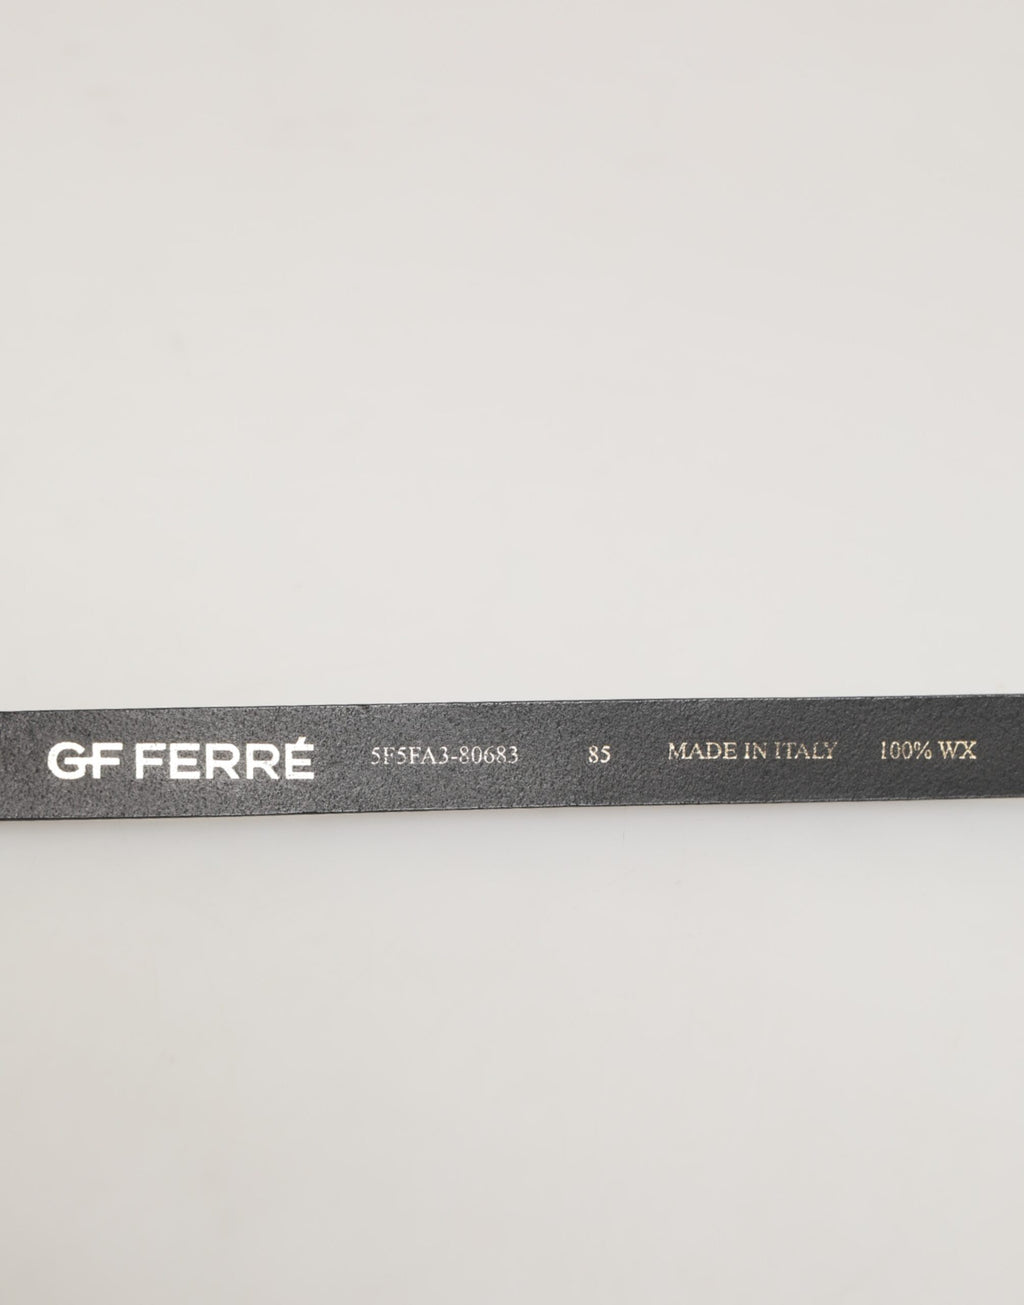 GF FERRÉ 5F5FA3-80683 85 MADE IN ITALY 100% WX